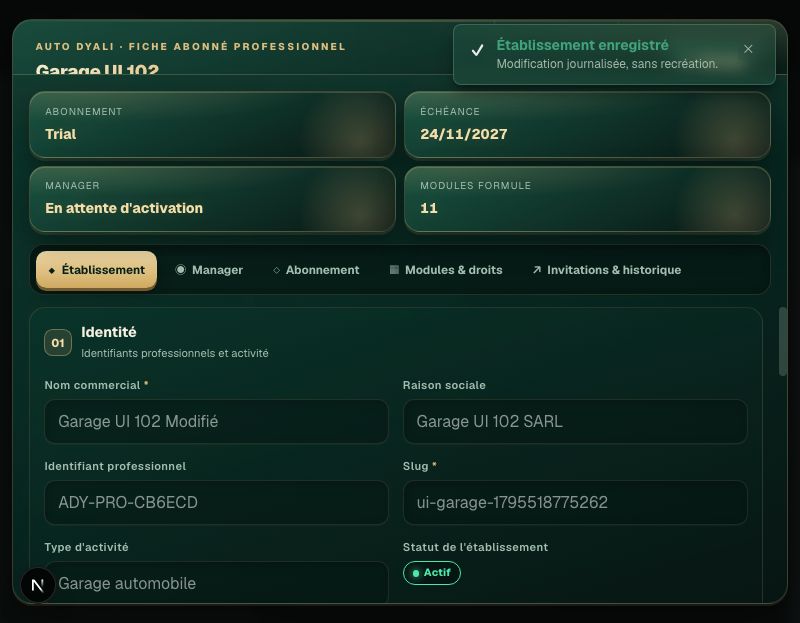 AUTO DYALI · FICHE ABONNÉ PROFESSIONNEL
Garage UI 102
Établissement enregistré
Modification journalisée, sans recréation.
ABONNEMENT
Trial
ÉCHÉANCE
24/11/2027
MANAGER
En attente d'activation
MODULES FORMULE
11
Établissement
Manager
Abonnement
Modules & droits
Invitations & historique
01
Identité
Identifiants professionnels et activité
Nom commercial *
Raison sociale
Garage UI 102 Modifié
Garage UI 102 SARL
Identifiant professionnel
Slug *
ADY-PRO-CB6ECD
ui-garage-1795518775262
Type d'activité
Statut de l'établissement
Garage automobile
Actif
N